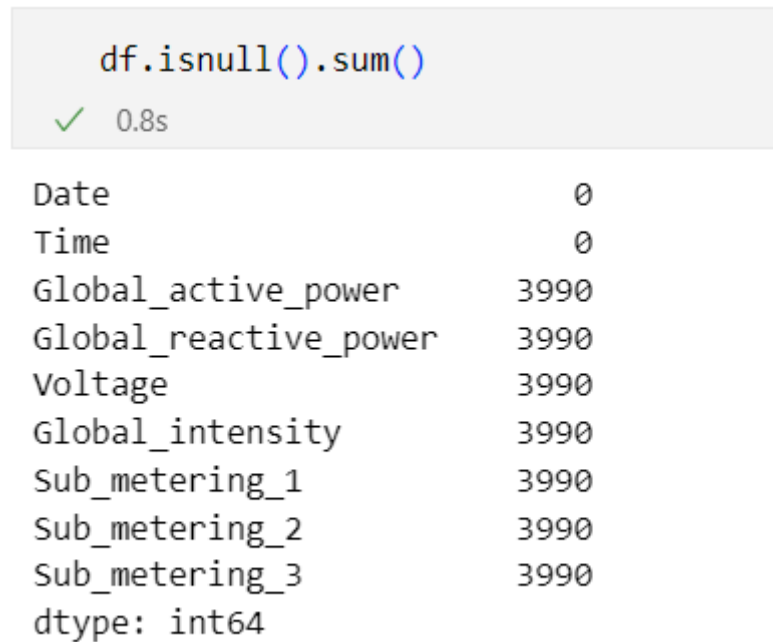 df.isnull().sum()
✓ 0.8s
Date 0
Time 0
Global_active_power 3990
Global_reactive_power 3990
Voltage 3990
Global_intensity 3990
Sub_metering_1 3990
Sub_metering_2 3990
Sub_metering_3 3990
dtype: int64